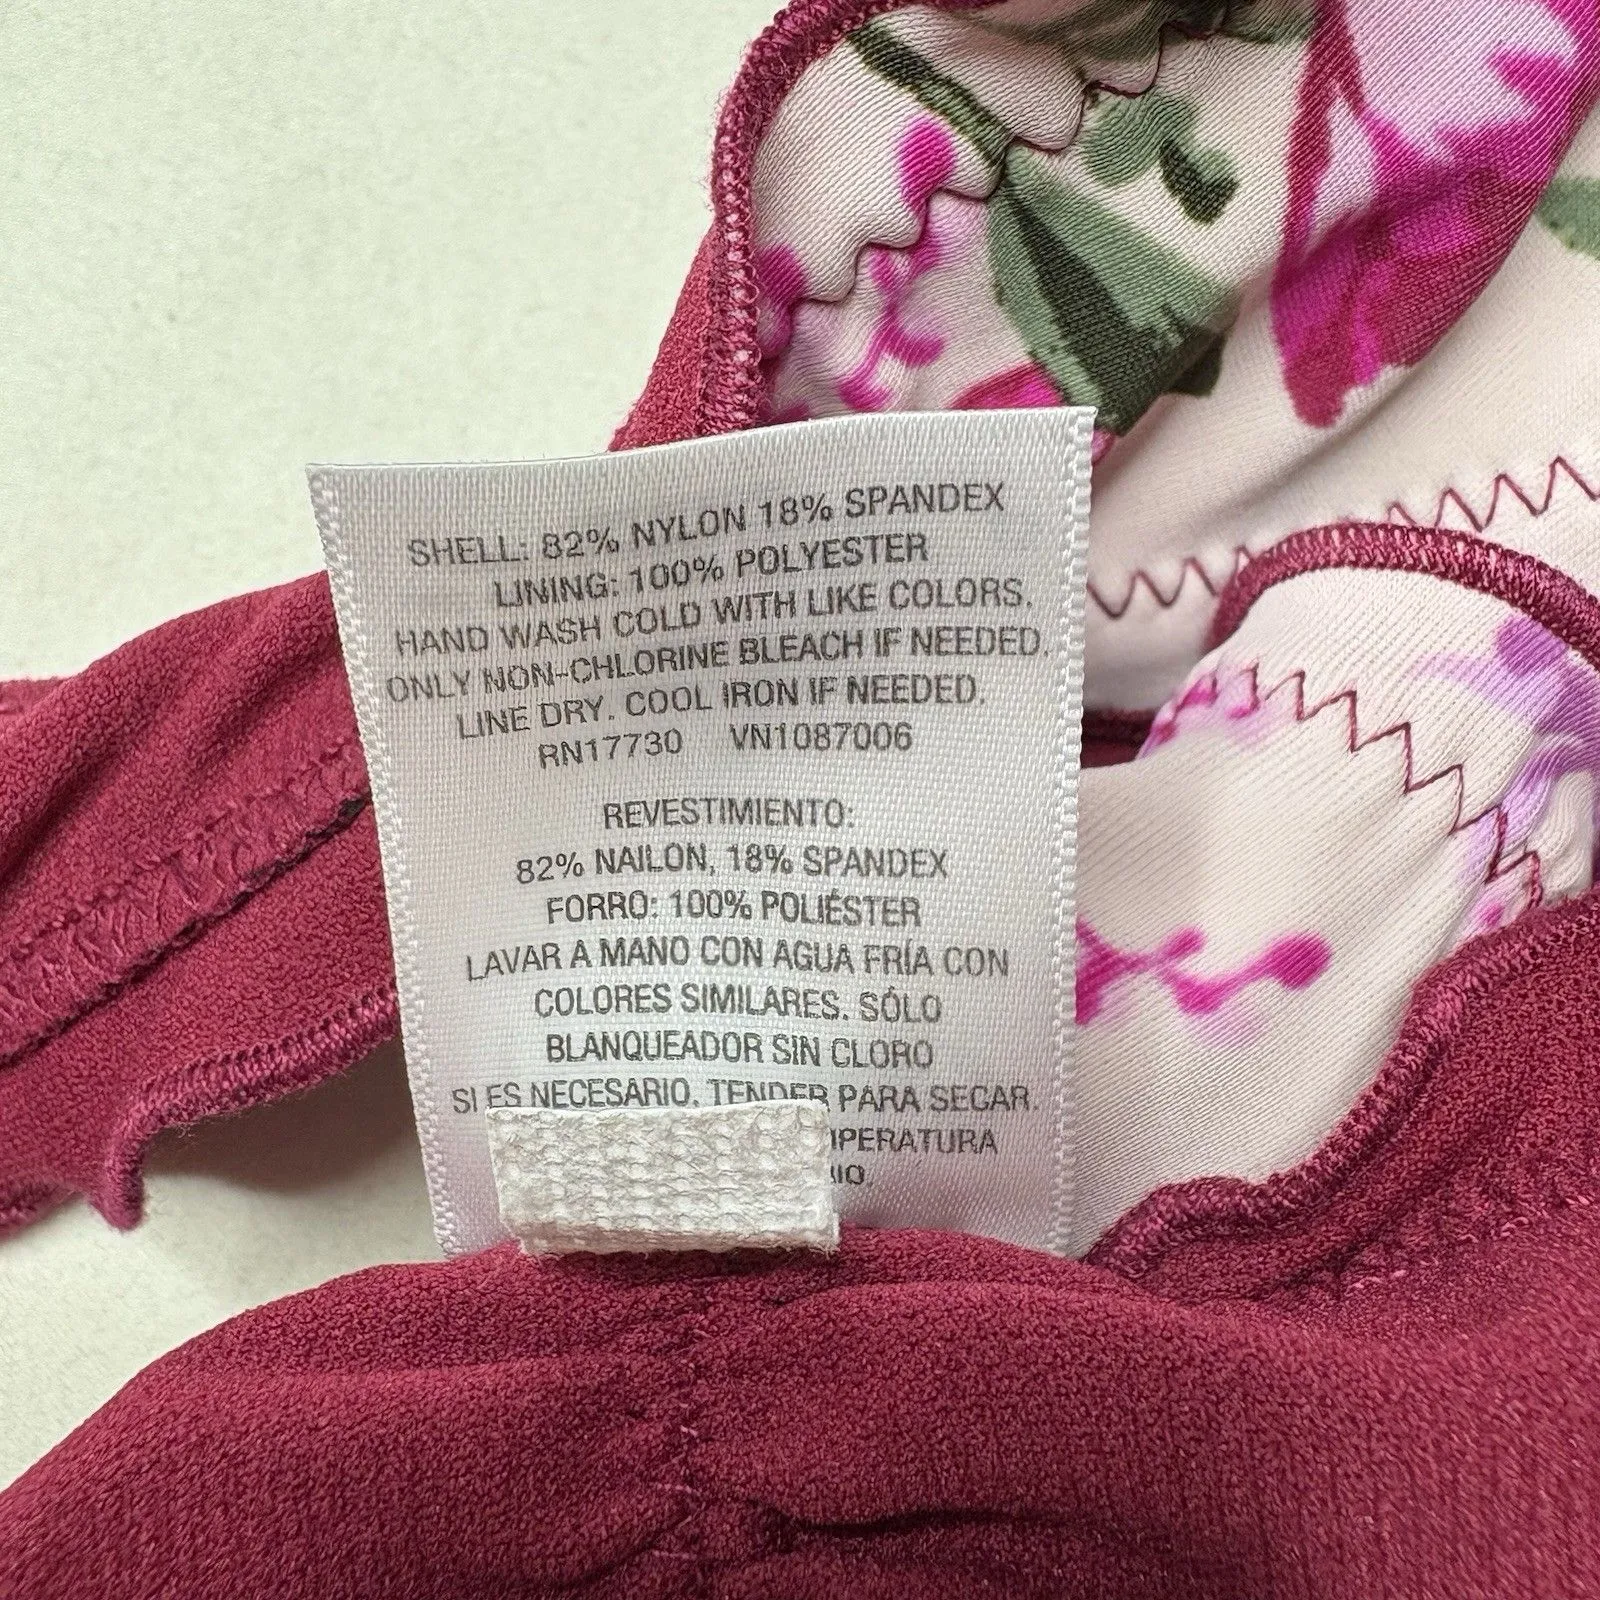 SHELL: 82% NYLON 18% SPANDEX
LINING: 100% POLYESTER
HAND WASH COLD WITH LIKE COLORS.
ONLY NON-CHLORINE BLEACH IF NEEDED.
LINE DRY. COOL IRON IF NEEDED.
RN17730 VN1087006
REVESTIMIENTO:
82% NAILON, 18% SPANDEX
FORRO: 100% POLIÉSTER
LAVAR A MANO CON AGUA FRÍA CON
COLORES SIMILARES. SÓLO
BLANQUEADOR SIN CLORO
SI ES NECESARIO. TENDER PARA SECAR.